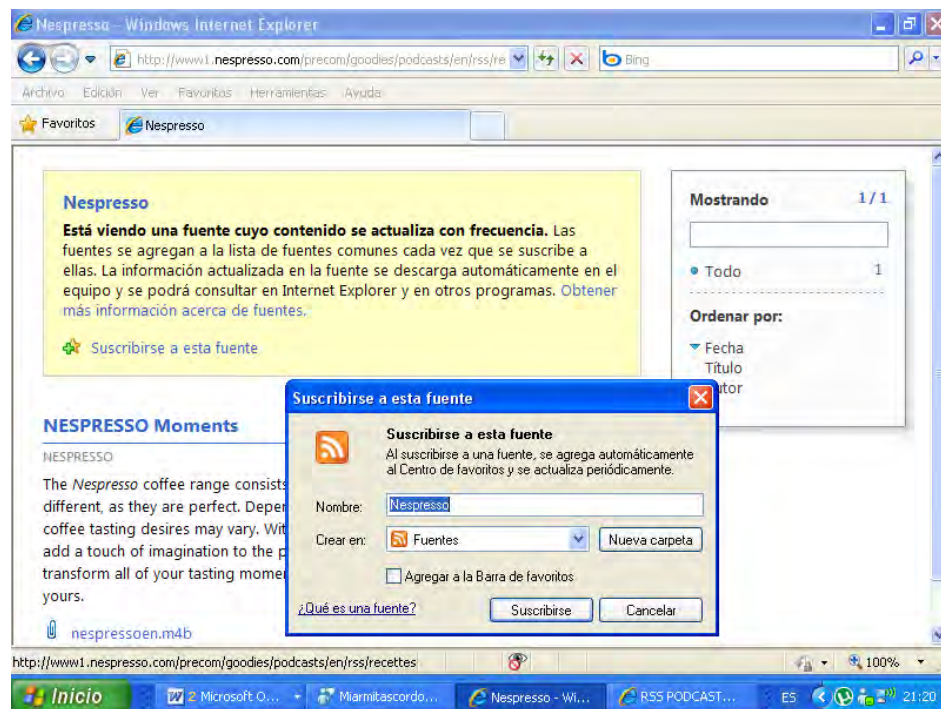 Nespresso - Windows Internet Explorer
http://www1.nespresso.com/precom/goodies/podcasts/en/rss/re
Bing
Archivo Edición Ver Favoritos Herramientas Ayuda
Favoritos Nespresso
Nespresso
Está viendo una fuente cuyo contenido se actualiza con frecuencia. Las
fuentes se agregan a la lista de fuentes comunes cada vez que se suscribe a
ellas. La información actualizada en la fuente se descarga automáticamente en el
equipo y se podrá consultar en Internet Explorer y en otros programas. Obtener
más información acerca de fuentes.
Suscribirse a esta fuente
Mostrando 1 / 1
Todo 1
Ordenar por:
Fecha
Título
utor
NESPRESSO Moments
NESPRESSO
The Nespresso coffee range consists
different, as they are perfect. Deper
coffee tasting desires may vary. Wit
add a touch of imagination to the p
transform all of your tasting mome
yours.
nespressoen.m4b
Suscribirse a esta fuente
Suscribirse a esta fuente
Al suscribirse a una fuente, se agrega automáticamente
al Centro de favoritos y se actualiza periódicamente.
Nombre: Nespresso
Crear en: Fuentes Nueva carpeta
Agregar a la Barra de favoritos
¿Qué es una fuente? Suscribirse Cancelar
http://www1.nespresso.com/precom/goodies/podcasts/en/rss/recettes 100%
Inicio 2 Microsoft O... Miarmitascordo... Nespresso - Wi... RSS PODCAST... ES 21:20